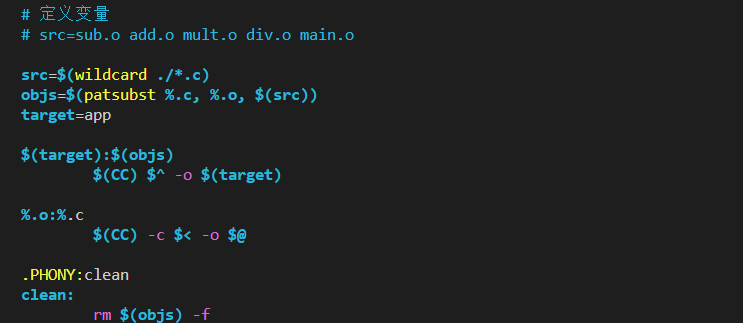 # 定义变量
# src=sub.o add.o mult.o div.o main.o
src=$(wildcard ./*.c)
objs=$(patsubst %.c, %.o, $(src))
target=app
$(target):$(objs)
$(CC) $^ -o $(target)
%.o:%.c
$(CC) -c $< -o $@
.PHONY:clean
clean:
rm $(objs) -f